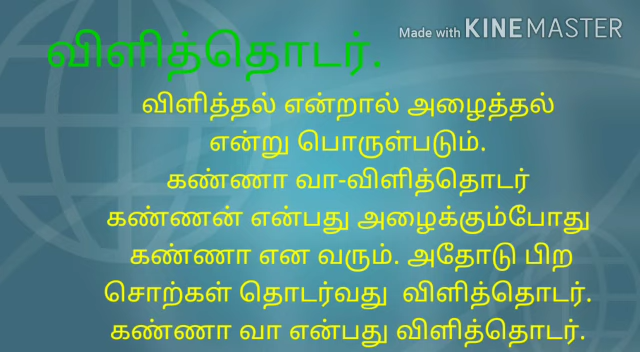 Made with KINEMASTER
விளித்தொடர்.
விளித்தல் என்றால் அழைத்தல்
என்று பொருள்படும்.
கண்ணா வா-விளித்தொடர்
கண்ணன் என்பது அழைக்கும்போது
கண்ணா என வரும். அதோடு பிற
சொற்கள் தொடர்வது விளித்தொடர்.
கண்ணா வா என்பது விளித்தொடர்.